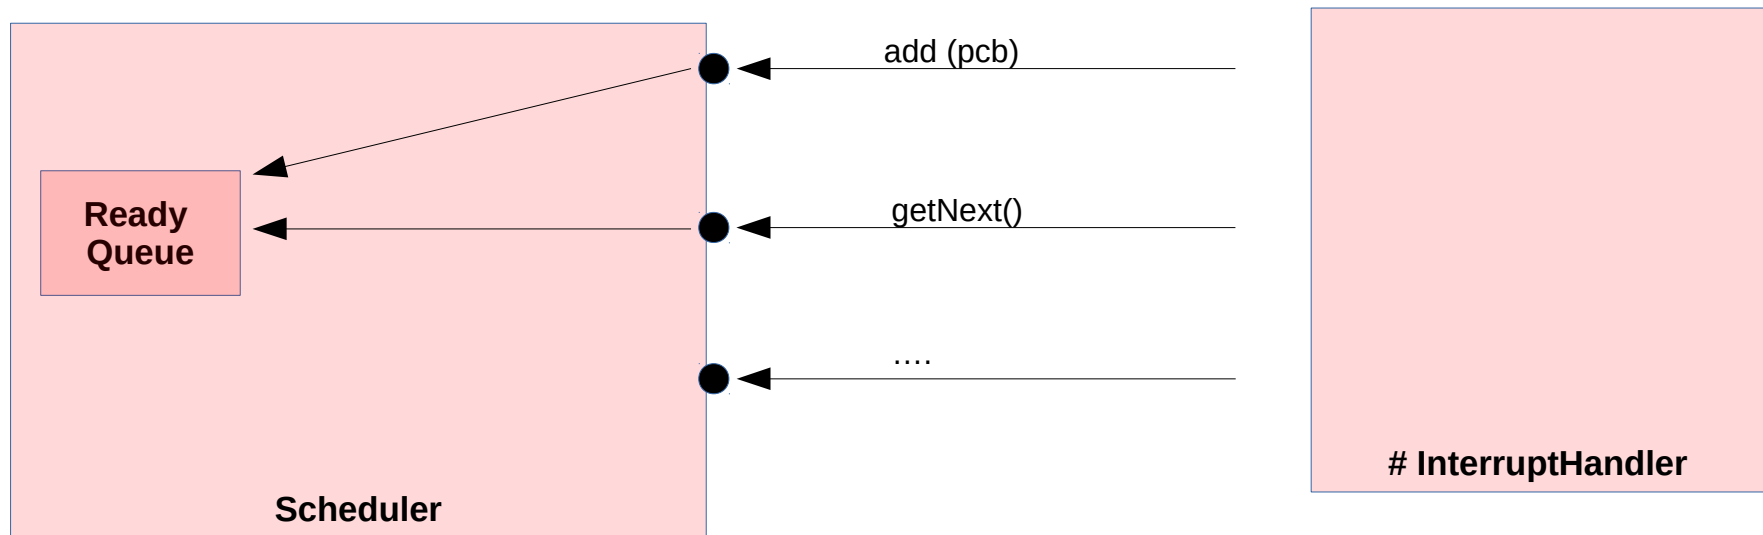 add (pcb)
Ready
Queue
getNext()
....
# InterruptHandler
Scheduler